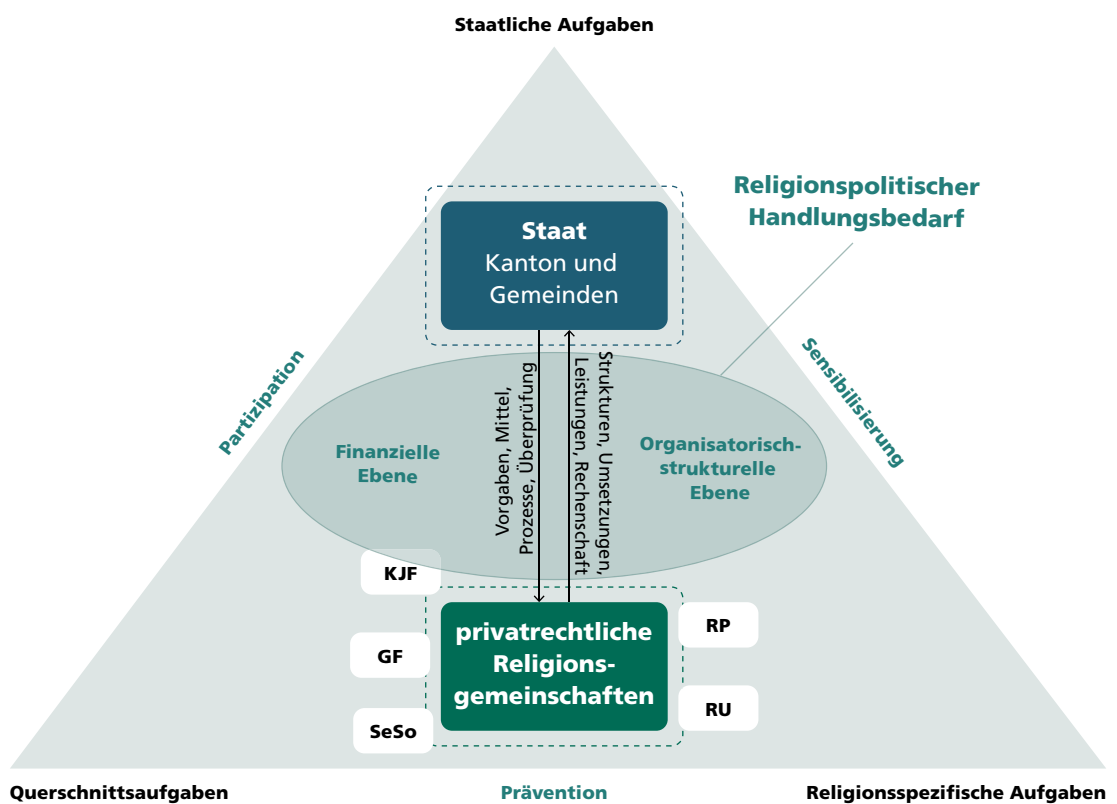 Staatliche Aufgaben
Religionspolitischer
Handlungsbedarf
Staat
Kanton und
Gemeinden
Partizipation
Sensibilisierung
Vorgaben, Mittel,
Prozesse, Überprüfung
Strukturen, Umsetzungen,
Leistungen, Rechenschaft
Finanzielle
Ebene
Organisatorisch-
strukturelle
Ebene
KJF
GF
SeSo
privatrechtliche
Religions-
gemeinschaften
RP
RU
Querschnittsaufgaben
Prävention
Religionsspezifische Aufgaben